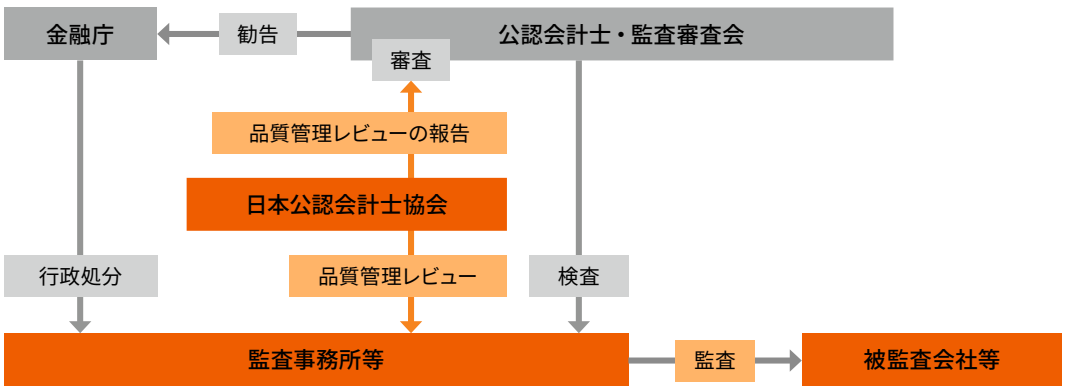 金融庁
勧告
公認会計士・監査審査会
審査
品質管理レビューの報告
日本公認会計士協会
行政処分
品質管理レビュー
検査
監査事務所等
監査
被監査会社等